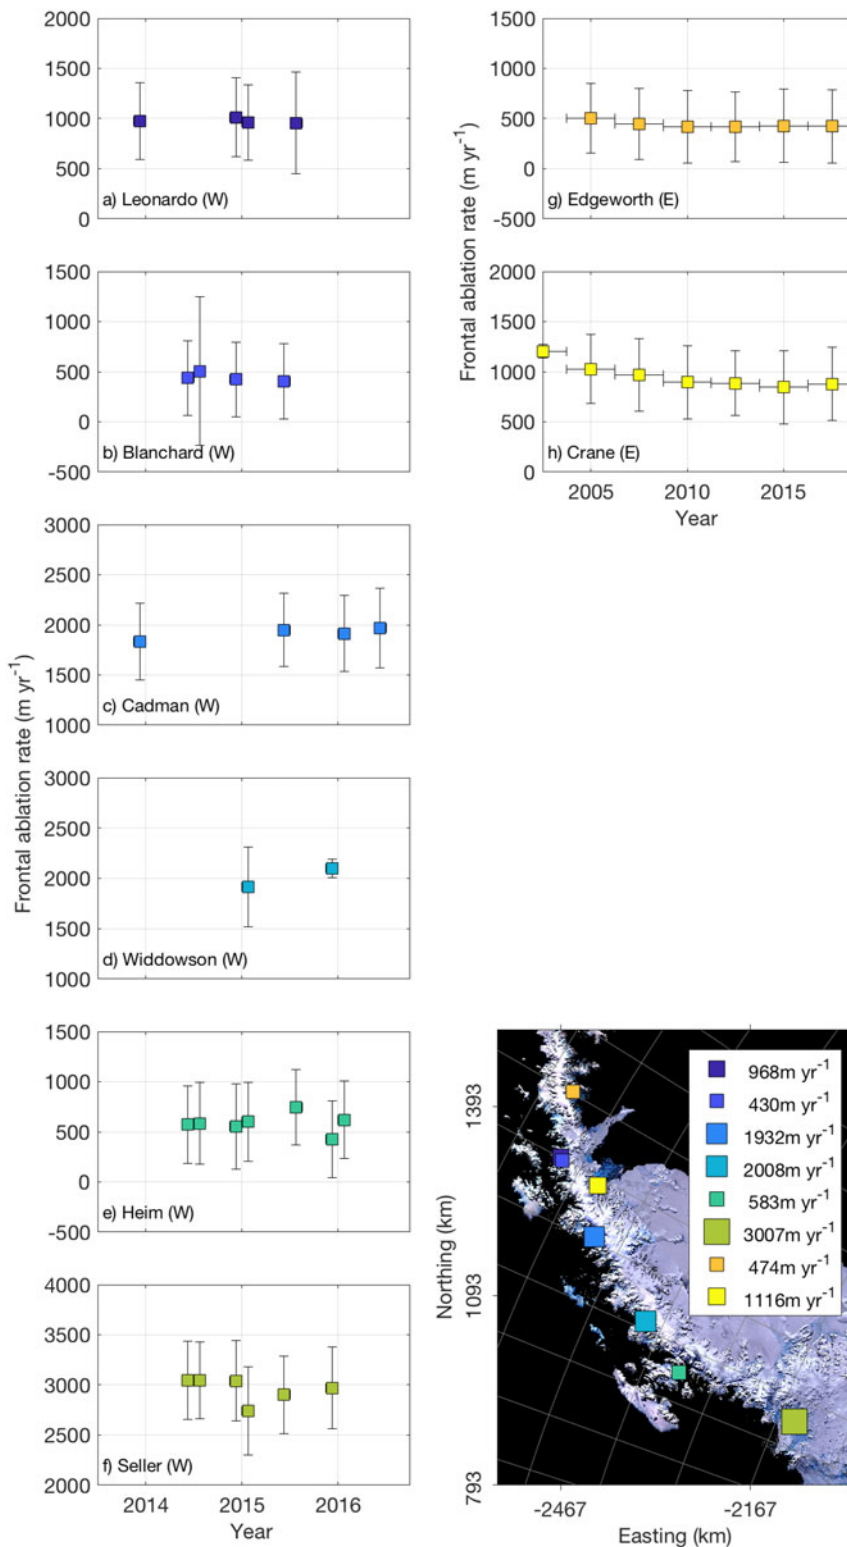 2000
1500
1000
500
0
a) Leonardo (W)
1500
1000
500
0
-500
b) Blanchard (W)
3000
2500
2000
1500
1000
c) Cadman (W)
Frontal ablation rate (m yr-1)
3000
2500
2000
1500
1000
d) Widdowson (W)
1500
1000
500
0
-500
e) Heim (W)
4000
3500
3000
2500
2000
f) Seller (W)
2014 2015 2016
Year
1500
1000
500
0
-500
g) Edgeworth (E)
Frontal ablation rate (m yr-1)
2000
1500
1000
500
0
h) Crane (E)
2005 2010 2015
Year
968m yr-1
430m yr-1
1932m yr-1
2008m yr-1
583m yr-1
3007m yr-1
474m yr-1
1116m yr-1
1393
1093
793
Northing (km)
-2467 -2167
Easting (km)